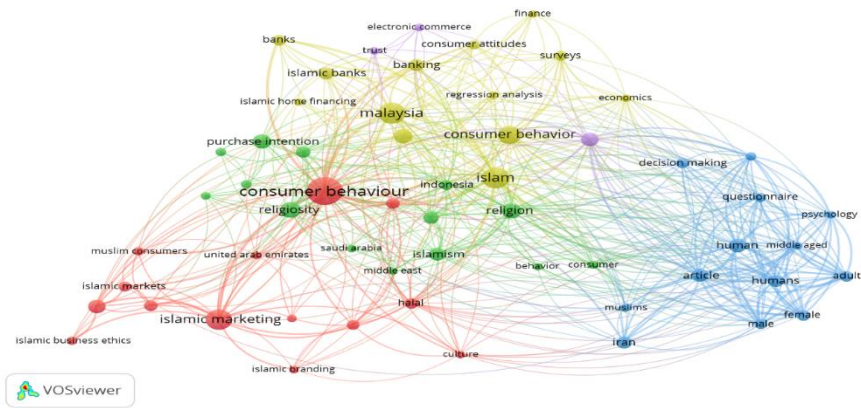 finance
electronic commerce
banks
consumer attitudes
trust
surveys
banking
islamic banks
regression analysis
economics
islamic home financing
malaysia
consumer behavior
purchase intention
decision making
islam
indonesia
consumer behaviour
questionnaire
religiosity
religion
psychology
saudi arabia
human
middle aged
muslim consumers
united arab emirates
islamism
middle east
behavior
consumer
article
humans
adult
islamic markets
halal
muslims
female
islamic marketing
male
islamic business ethics
iran
culture
islamic branding
VOSviewer